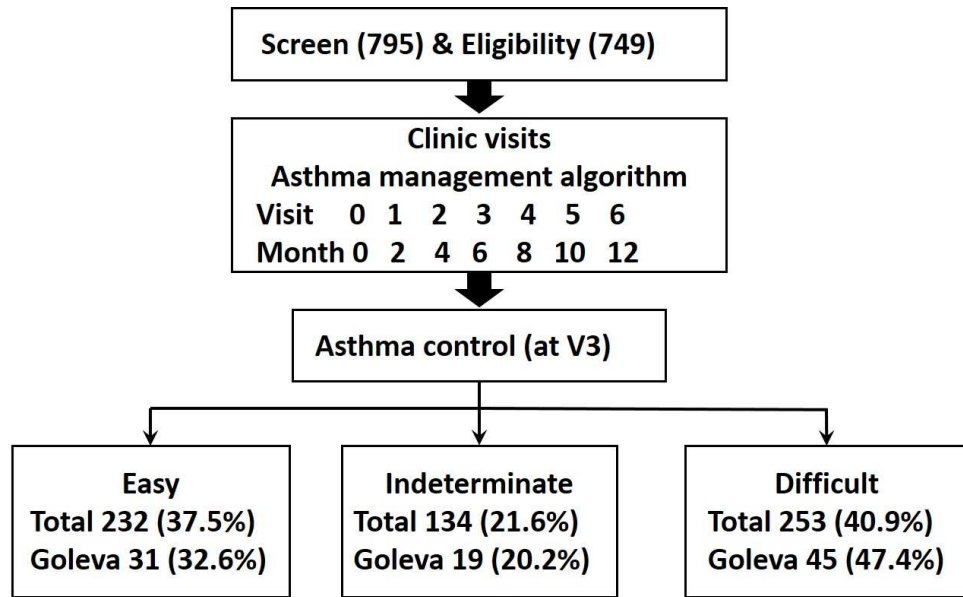 Screen (795) & Eligibility (749)
Clinic visits
Asthma management algorithm
Visit 0 1 2 3 4 5 6
Month 0 2 4 6 8 10 12
Asthma control (at V3)
Easy
Total 232 (37.5%)
Goleva 31 (32.6%)
Indeterminate
Total 134 (21.6%)
Goleva 19 (20.2%)
Difficult
Total 253 (40.9%)
Goleva 45 (47.4%)